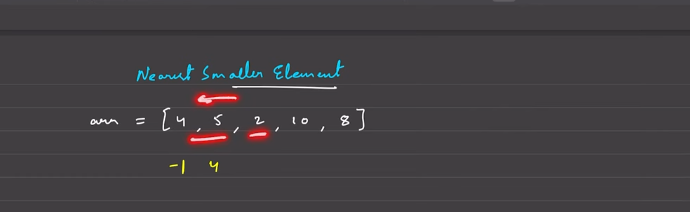 Nearest Smaller Element
arr = [4, 5, 2, 10, 8]
-1 4